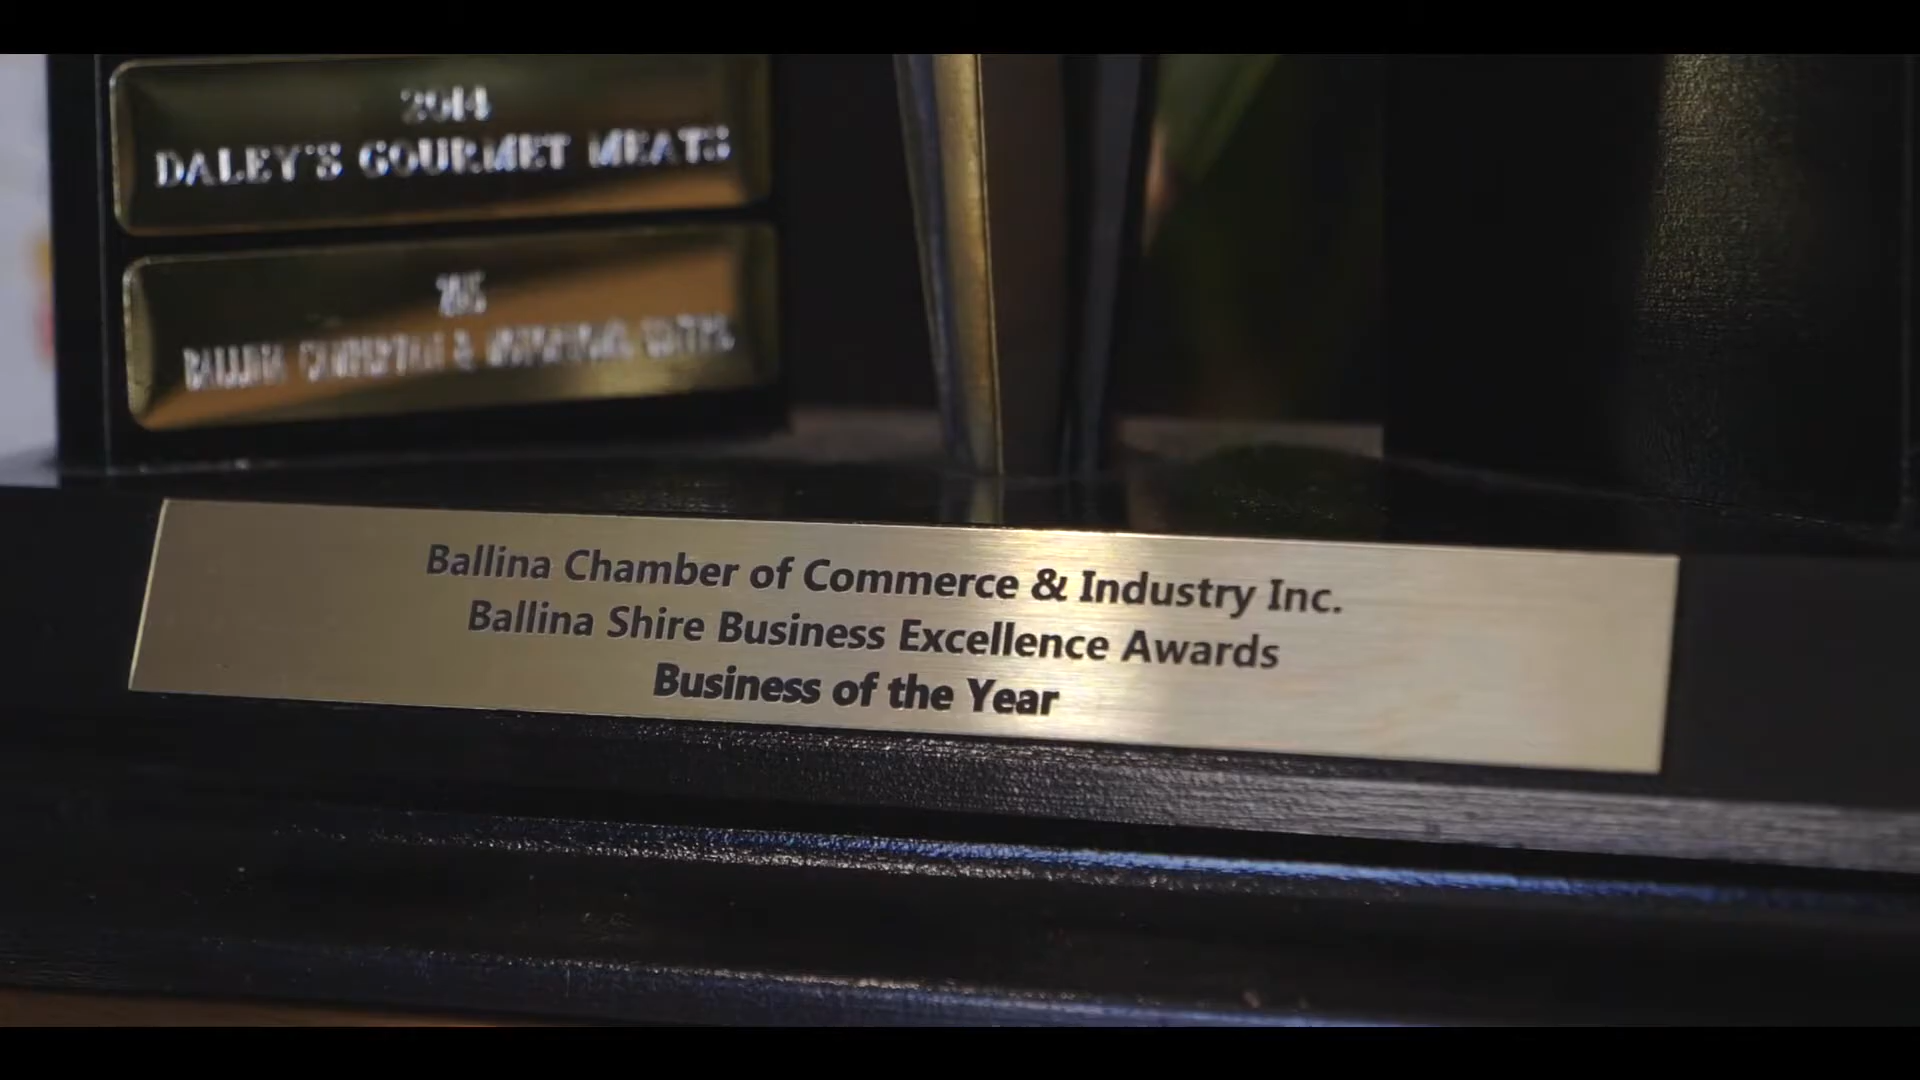 2014
DALEY'S GOURMET MEATS
BALLINA
Ballina Chamber of Commerce & Industry Inc.
Ballina Shire Business Excellence Awards
Business of the Year